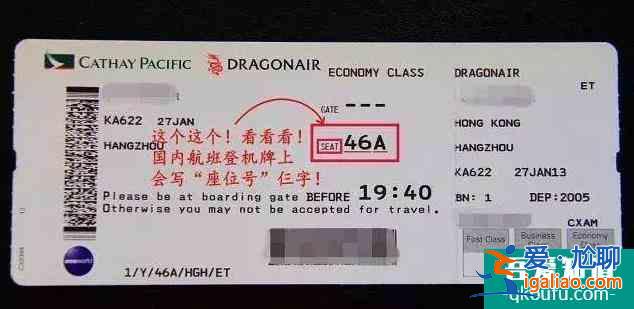 CATHAY PACIFIC DRAGONAIR ECONOMY CLASS DRAGONAIR
ET
GATE ---
KA622 27JAN
HONG KONG
这个这个！看看看！
SEAT 46A
HANGZHOU
HANGZHOU
国内航班登机牌上
会写“座位号”仨字！
KA622 27JAN13
Please be at boarding gate BEFORE 19:40
BN: 1 DEP:2005
Otherwise you may not be accepted for travel.
CXAM
First Class Business Class Economy
oneworld
1/Y/46A/HGH/ET
爱尬聊